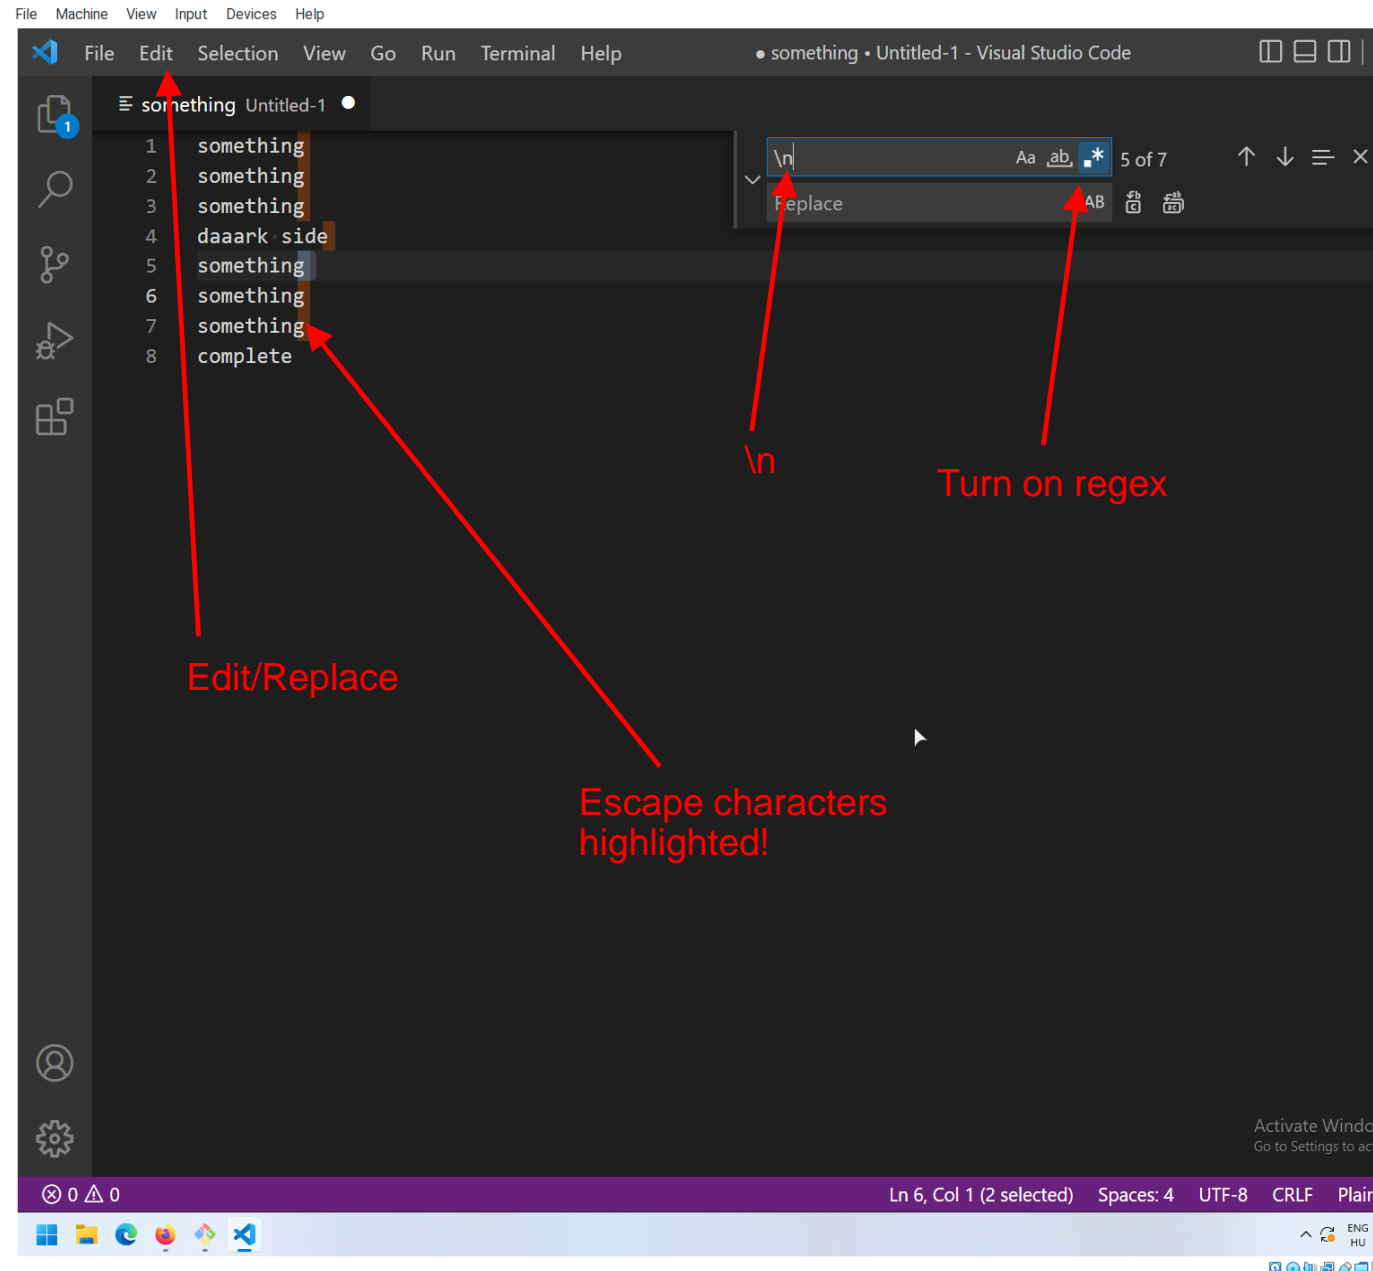 File Machine View Input Devices Help
File Edit Selection View Go Run Terminal Help
● something • Untitled-1 - Visual Studio Code
something Untitled-1 ●
1 something
2 something
3 something
4 daaark·side
5 something
6 something
7 something
8 complete
1
\n
Aa ab .* 5 of 7
Replace
AB
\n
Turn on regex
Edit/Replace
Escape characters
highlighted!
Activate Windo
Go to Settings to ac
0 0
Ln 6, Col 1 (2 selected) Spaces: 4 UTF-8 CRLF Plain
ENG
HU